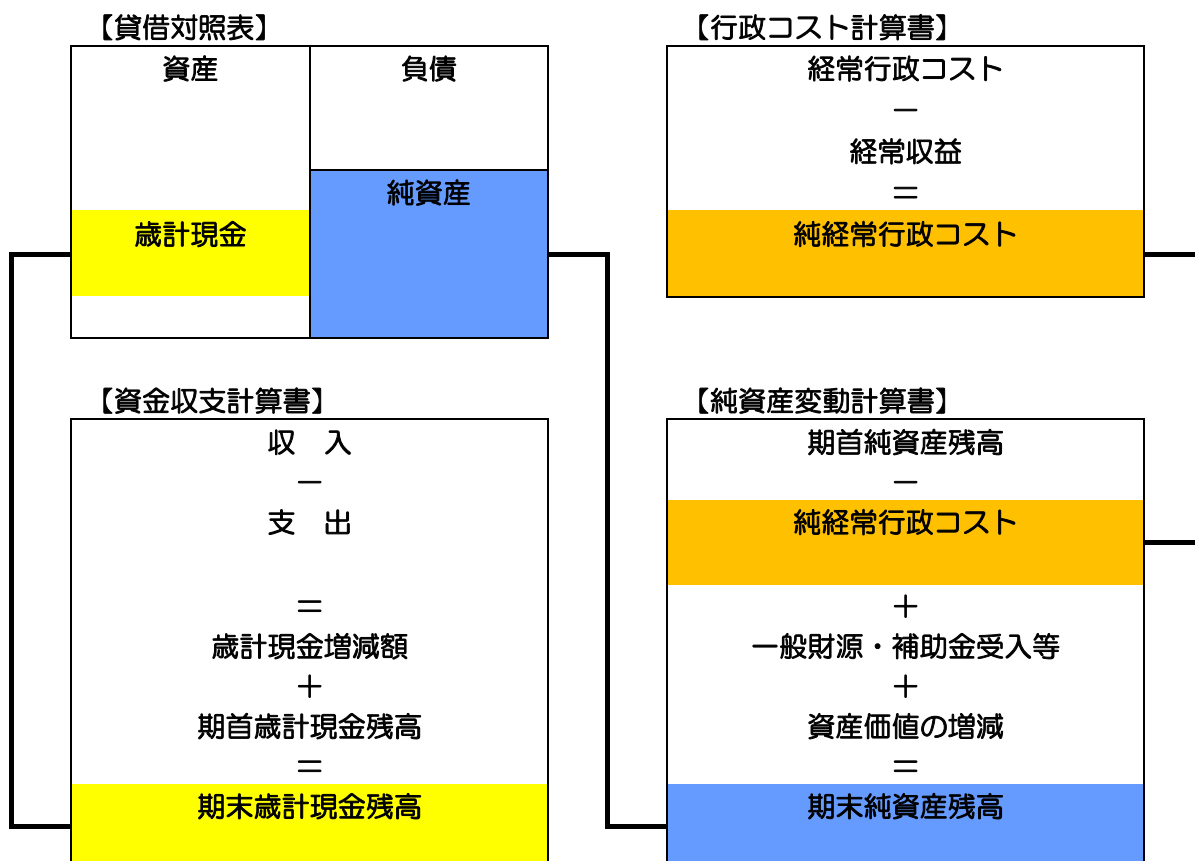 【貸借対照表】
資産
負債
純資産
歳計現金
【行政コスト計算書】
経常行政コスト
－
経常収益
＝
純経常行政コスト
【資金収支計算書】
収　入
－
支　出
＝
歳計現金増減額
＋
期首歳計現金残高
＝
期末歳計現金残高
【純資産変動計算書】
期首純資産残高
－
純経常行政コスト
＋
一般財源・補助金受入等
＋
資産価値の増減
＝
期末純資産残高